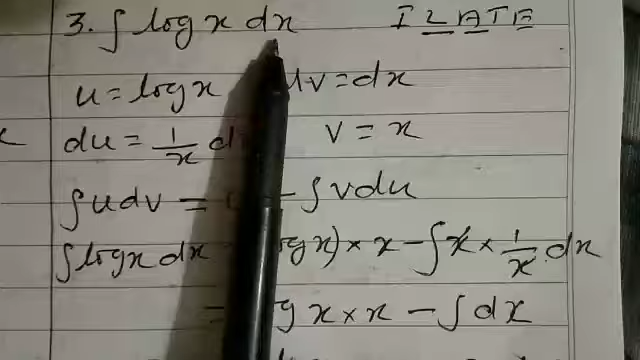 3. ∫ log x dx I L A T E
u = log x dv = dx
du = 1/x d v = x
∫ u dv = - ∫ v du
∫ log x dx x) × x - ∫ x × 1/x . dx
= x × x - ∫ dx